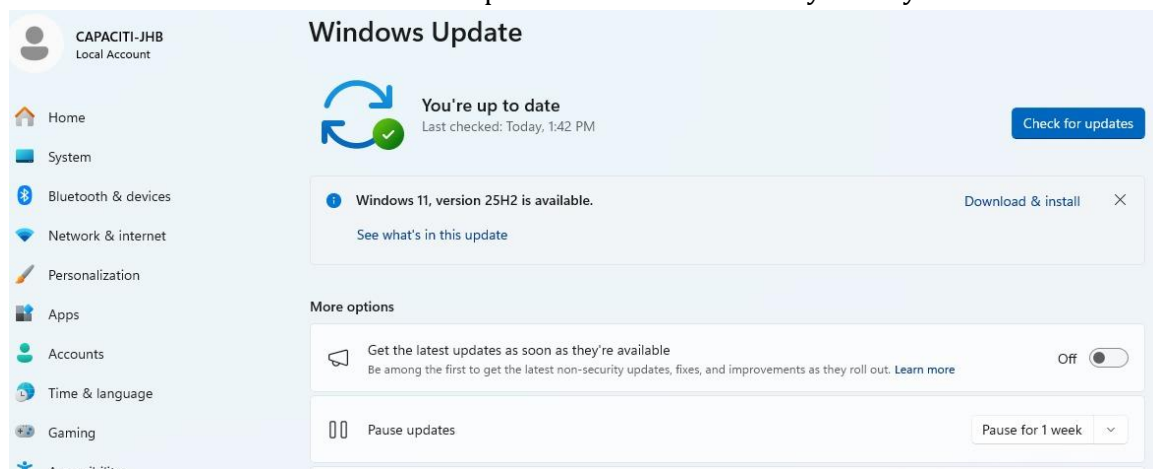 CAPACITI-JHB
Local Account
Home
System
Bluetooth & devices
Network & internet
Personalization
Apps
Accounts
Time & language
Gaming
Windows Update
You're up to date
Last checked: Today, 1:42 PM
Check for updates
Windows 11, version 25H2 is available.
Download & install
See what's in this update
More options
Get the latest updates as soon as they're available
Off
Be among the first to get the latest non-security updates, fixes, and improvements as they roll out. Learn more
Pause updates
Pause for 1 week